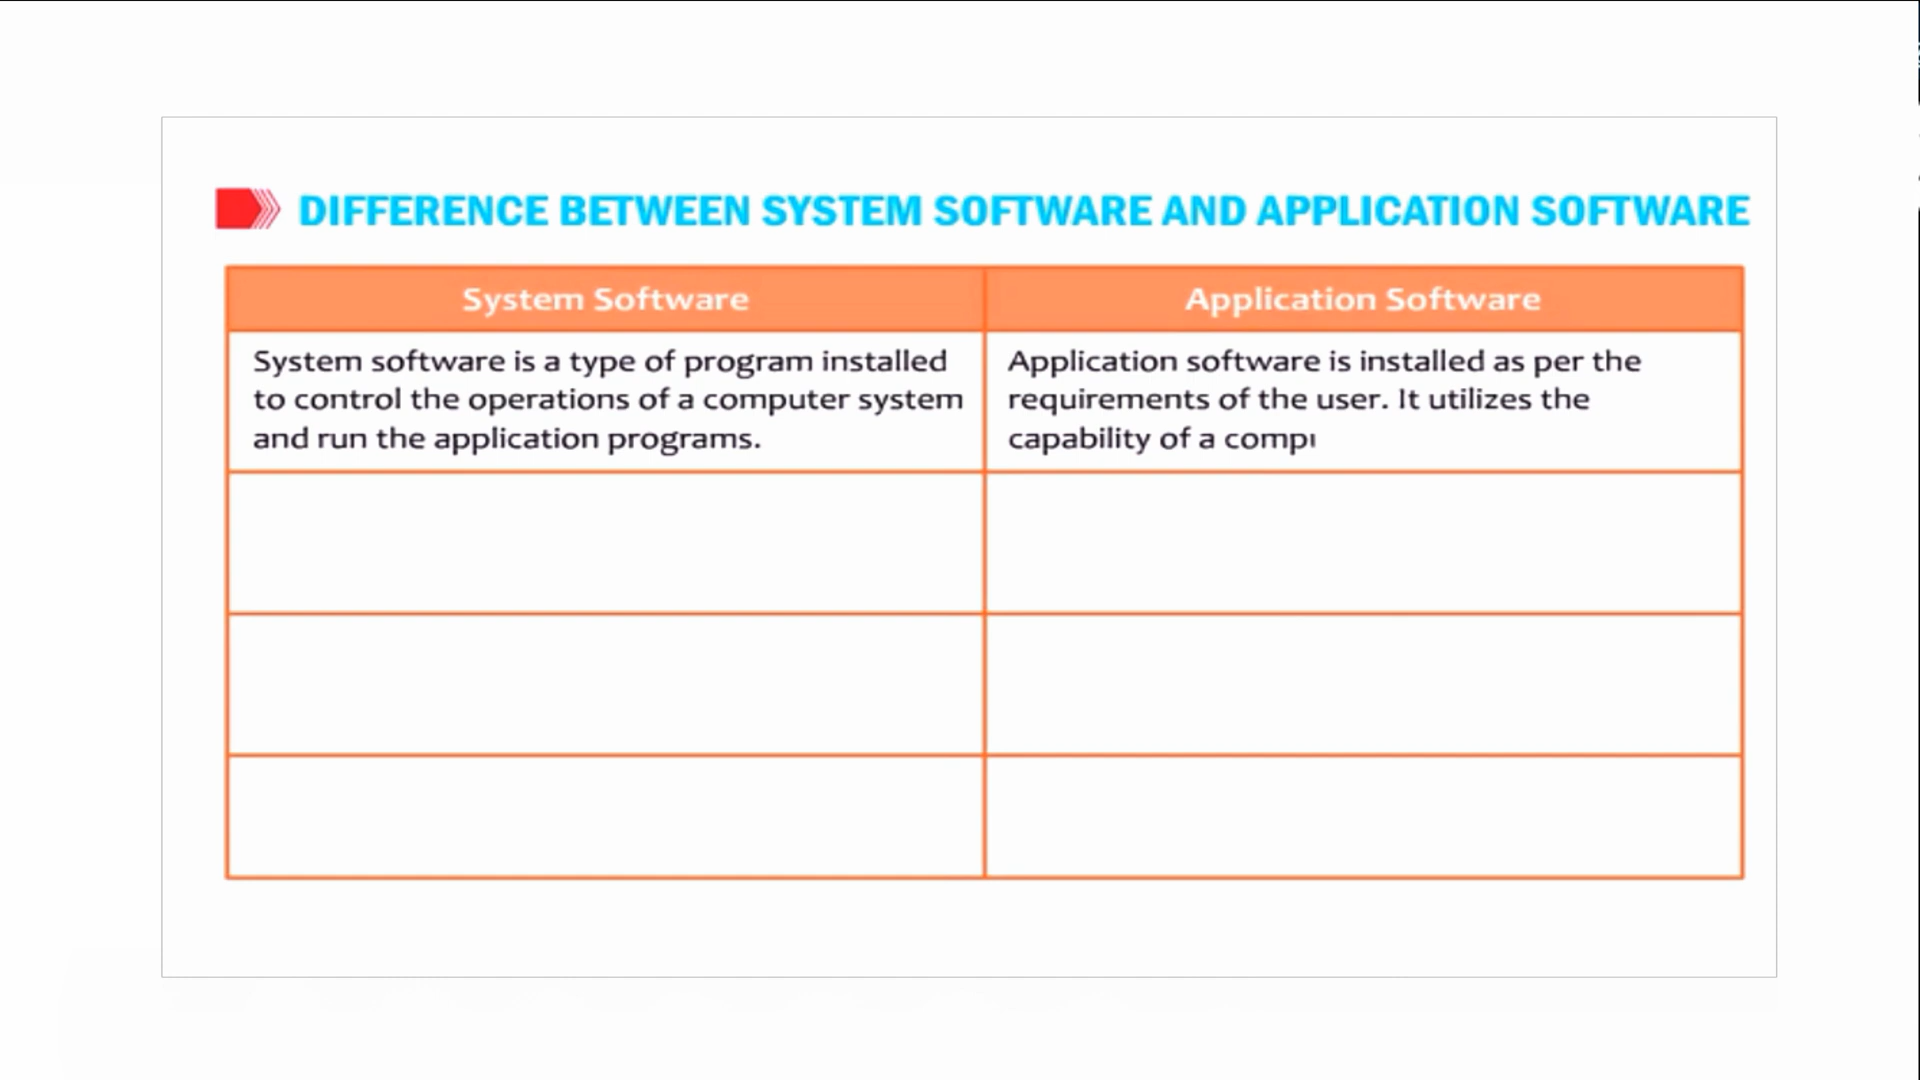 DIFFERENCE BETWEEN SYSTEM SOFTWARE AND APPLICATION SOFTWARE
System Software
Application Software
System software is a type of program installed
to control the operations of a computer system
and run the application programs.
Application software is installed as per the
requirements of the user. It utilizes the
capability of a comp